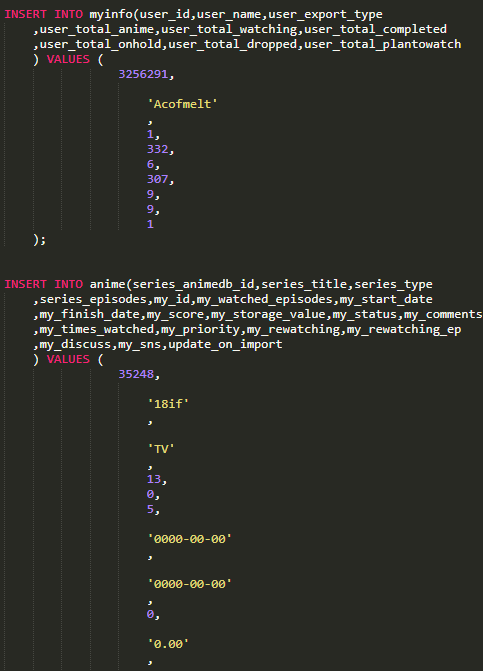 INSERT INTO myinfo(user_id,user_name,user_export_type
,user_total_anime,user_total_watching,user_total_completed
,user_total_onhold,user_total_dropped,user_total_plantowatch
) VALUES (
3256291,
'Acofmelt'
,
1,
332,
6,
307,
9,
9,
1
);
INSERT INTO anime(series_animedb_id,series_title,series_type
,series_episodes,my_id,my_watched_episodes,my_start_date
,my_finish_date,my_score,my_storage_value,my_status,my_comments
,my_times_watched,my_priority,my_rewatching,my_rewatching_ep
,my_discuss,my_sns,update_on_import
) VALUES (
35248,
'18if'
,
'TV'
,
13,
0,
5,
'0000-00-00'
,
'0000-00-00'
,
0,
'0.00'
,